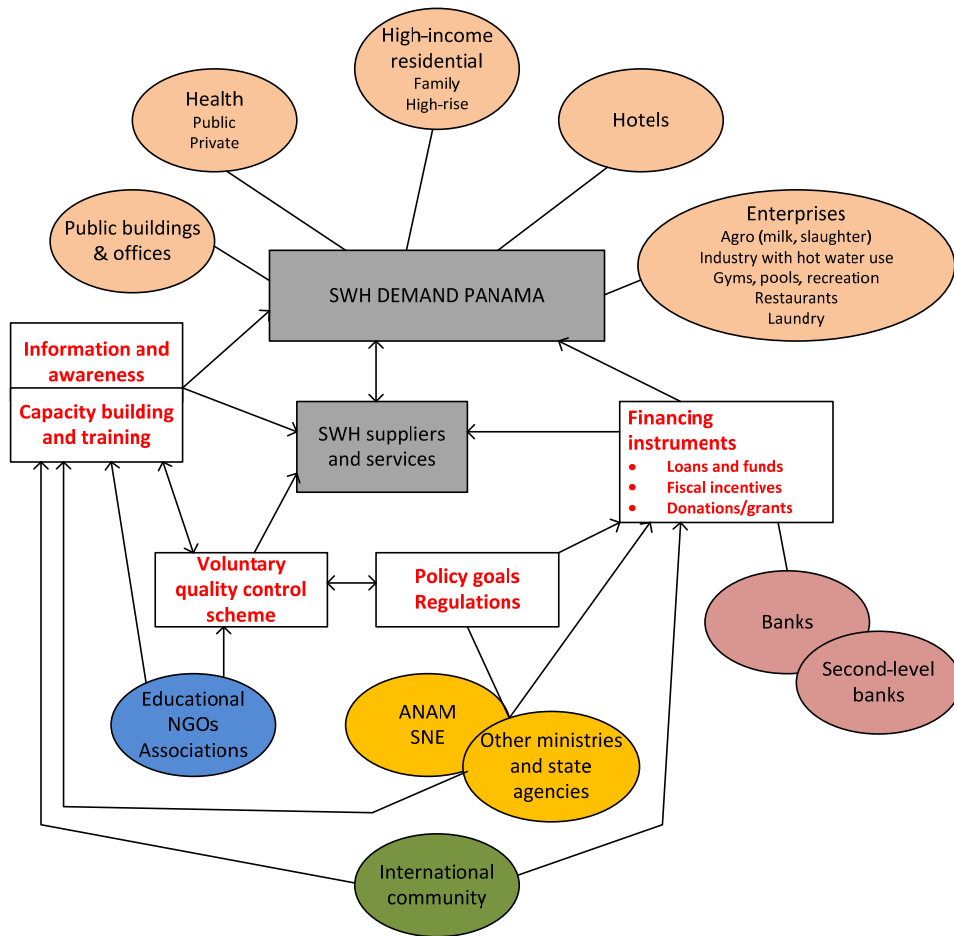 High-income
residential
Family
High-rise
Health
Public
Private
Hotels
Public buildings
& offices
Enterprises
Agro (milk, slaughter)
Industry with hot water use
Gyms, pools, recreation
Restaurants
Laundry
SWH DEMAND PANAMA
Information and
awareness
Capacity building
and training
SWH suppliers
and services
Financing
instruments
• Loans and funds
• Fiscal incentives
• Donations/grants
Voluntary
quality control
scheme
Policy goals
Regulations
Banks
Second-level
banks
Educational
NGOs
Associations
ANAM
SNE
Other ministries
and state
agencies
International
community